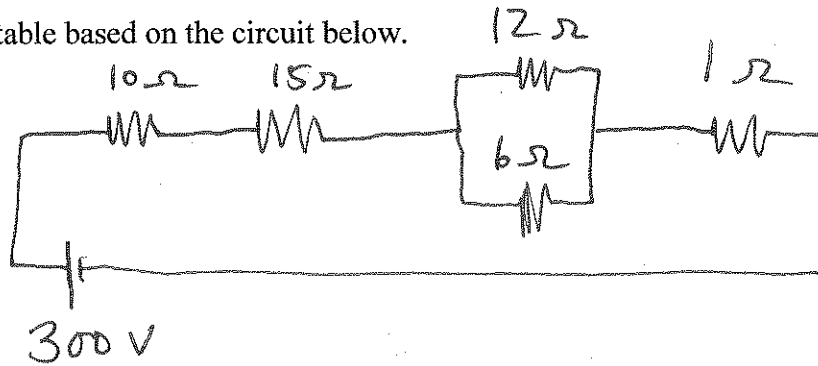 table based on the circuit below.
10 Ω 15 Ω 12 Ω 1 Ω
6 Ω
300 V